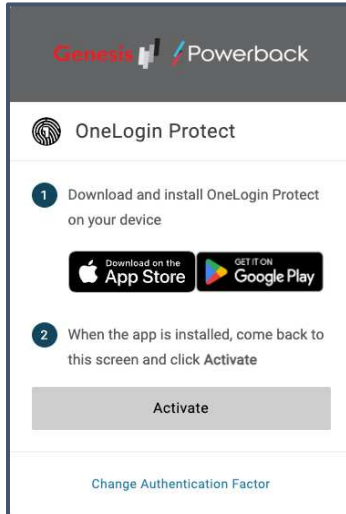 Genesis Powerback
OneLogin Protect
1 Download and install OneLogin Protect
on your device
Download on the
App Store
GET IT ON
Google Play
2 When the app is installed, come back to
this screen and click Activate
Activate
Change Authentication Factor